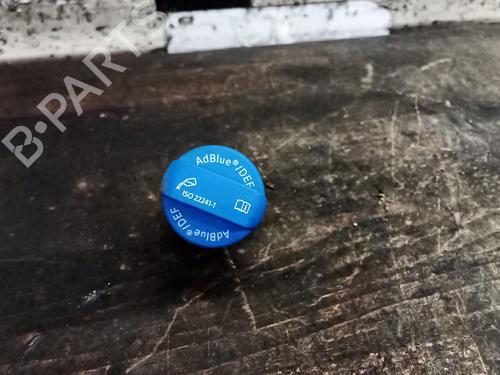 B-PARTS
AdBlue®/DEF
ISO 22241-1
AdBlue®/DEF